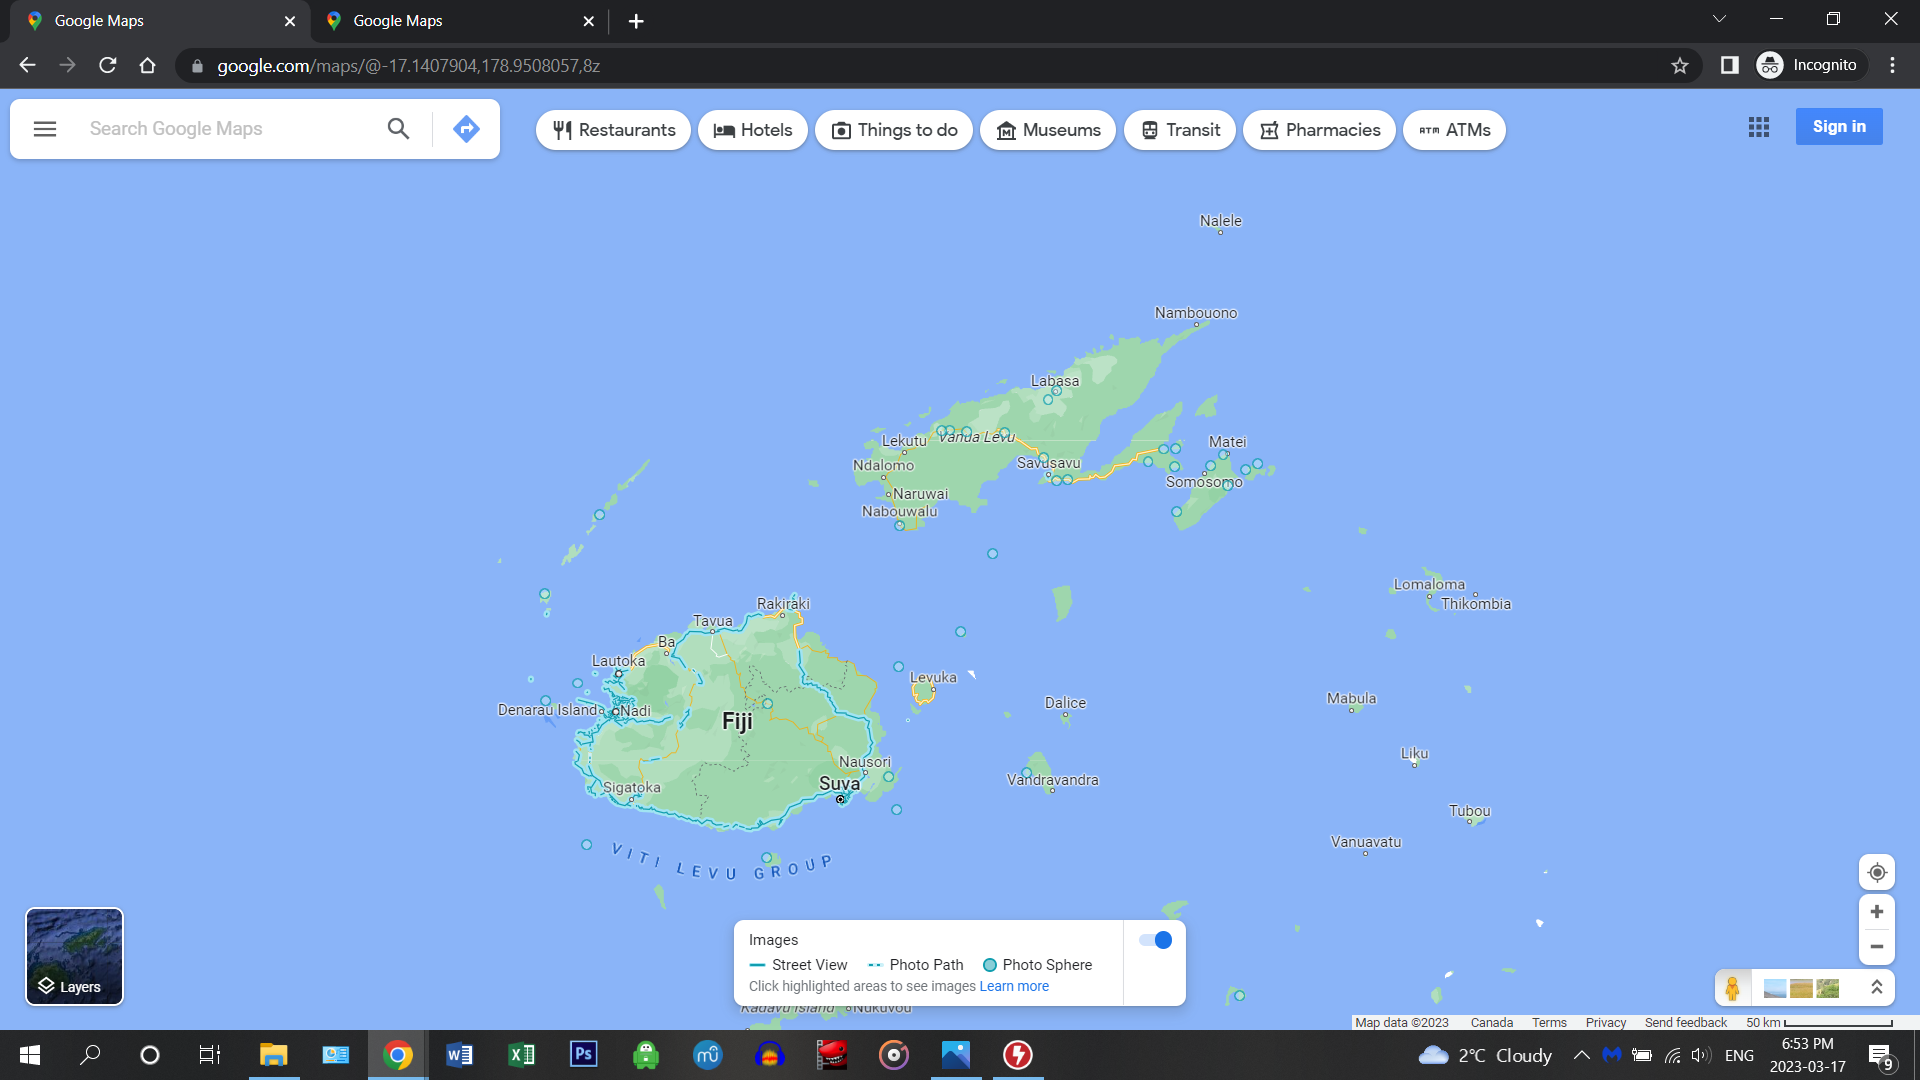 Google Maps
Google Maps
google.com/maps/@-17.1407904,178.9508057,8z
Incognito
Search Google Maps
Restaurants
Hotels
Things to do
Museums
Transit
Pharmacies
ATM ATMs
Sign in
Nalele
Nambouono
Labasa
Lekutu
Vanua Levu
Matei
Ndalomo
Savusavu
Somosomo
Naruwai
Nabouwalu
Lomaloma
Thikombia
Rakiraki
Tavua
Ba
Lautoka
Levuka
Denarau Island
Nadi
Fiji
Dalice
Mabula
Liku
Nausori
Suva
Vandravandra
Sigatoka
Tubou
Vanuavatu
VITI LEVU GROUP
Images
Street View
Photo Path
Photo Sphere
Click highlighted areas to see images Learn more
Kadavu Island
Nukuvou
Layers
Map data ©2023
Canada
Terms
Privacy
Send feedback
50 km
W
X
Ps
mu
2°C Cloudy
ENG
6:53 PM
2023-03-17
9